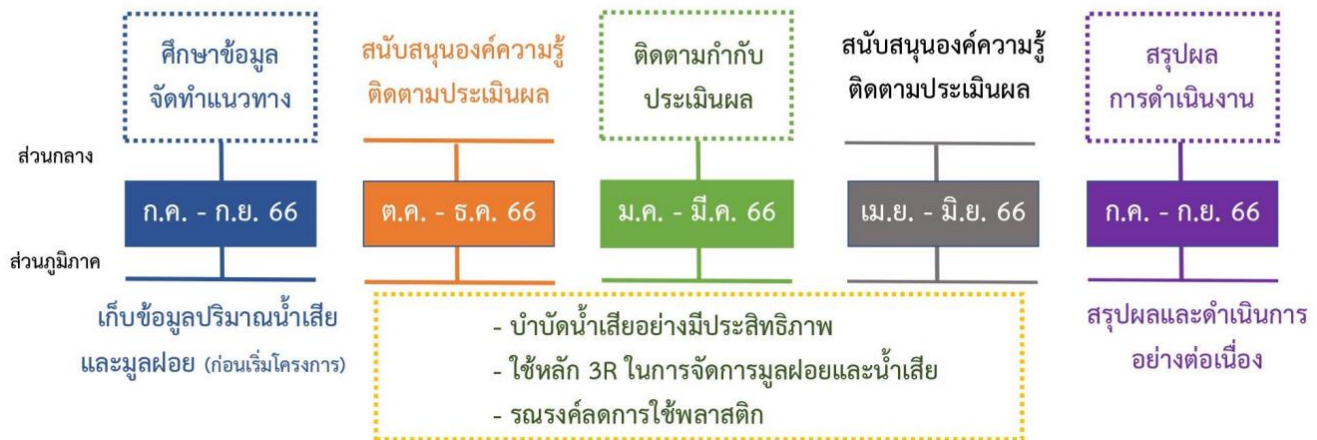 ศึกษาข้อมูล
จัดทำแนวทาง
สนับสนุนองค์ความรู้
ติดตามประเมินผล
ติดตามกำกับ
ประเมินผล
สนับสนุนองค์ความรู้
ติดตามประเมินผล
สรุปผล
การดำเนินงาน
ส่วนกลาง
ก.ค. - ก.ย. 66
ต.ค. - ธ.ค. 66
ม.ค. - มี.ค. 66
เม.ย. - มิ.ย. 66
ก.ค. - ก.ย. 66
ส่วนภูมิภาค
เก็บข้อมูลปริมาณน้ำเสีย
และมูลฝอย (ก่อนเริ่มโครงการ)
- บำบัดน้ำเสียอย่างมีประสิทธิภาพ
- ใช้หลัก 3R ในการจัดการมูลฝอยและน้ำเสีย
- รณรงค์ลดการใช้พลาสติก
สรุปผลและดำเนินการ
อย่างต่อเนื่อง